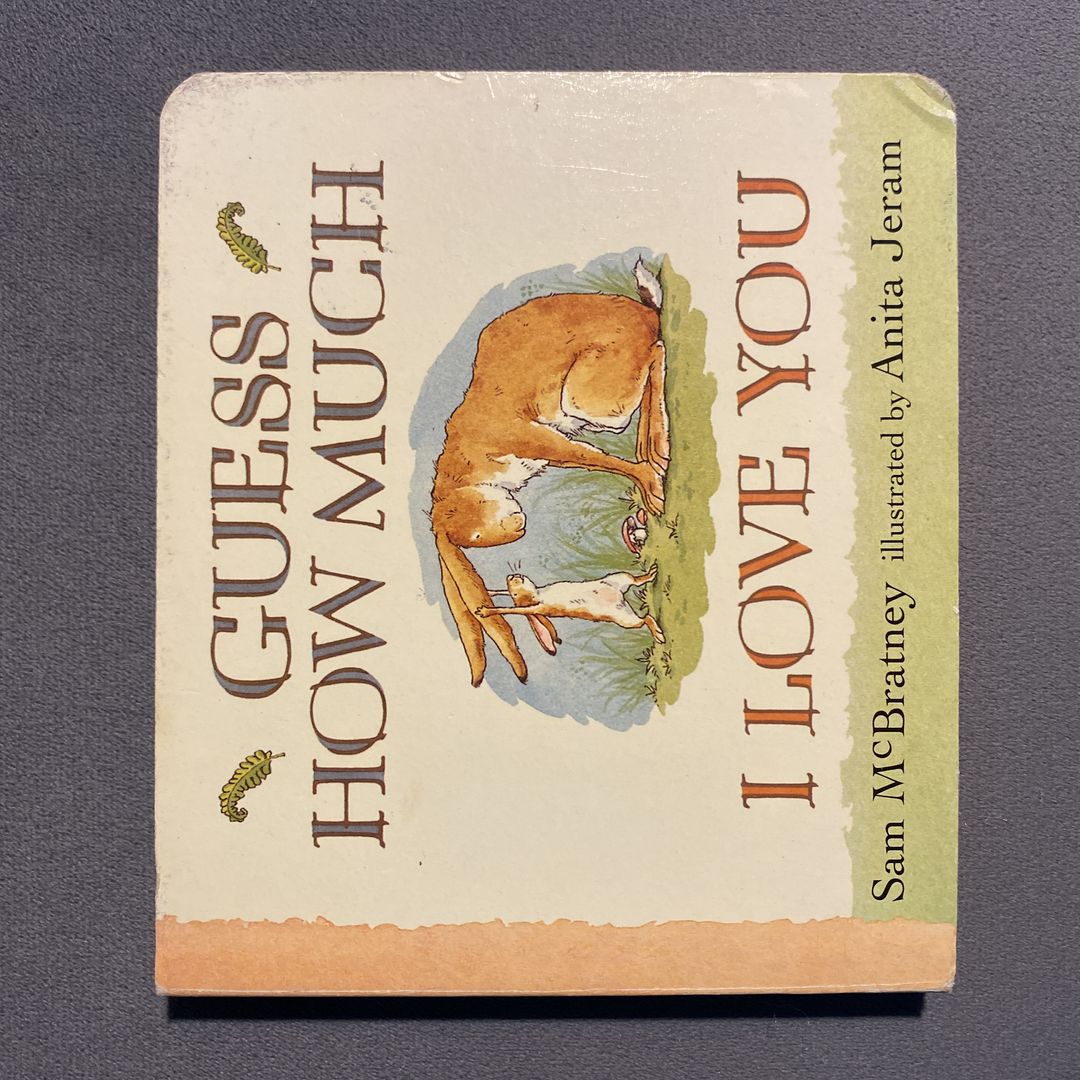 GUESS
HOW MUCH
I LOVE YOU
Sam McBratney illustrated by Anita Jeram